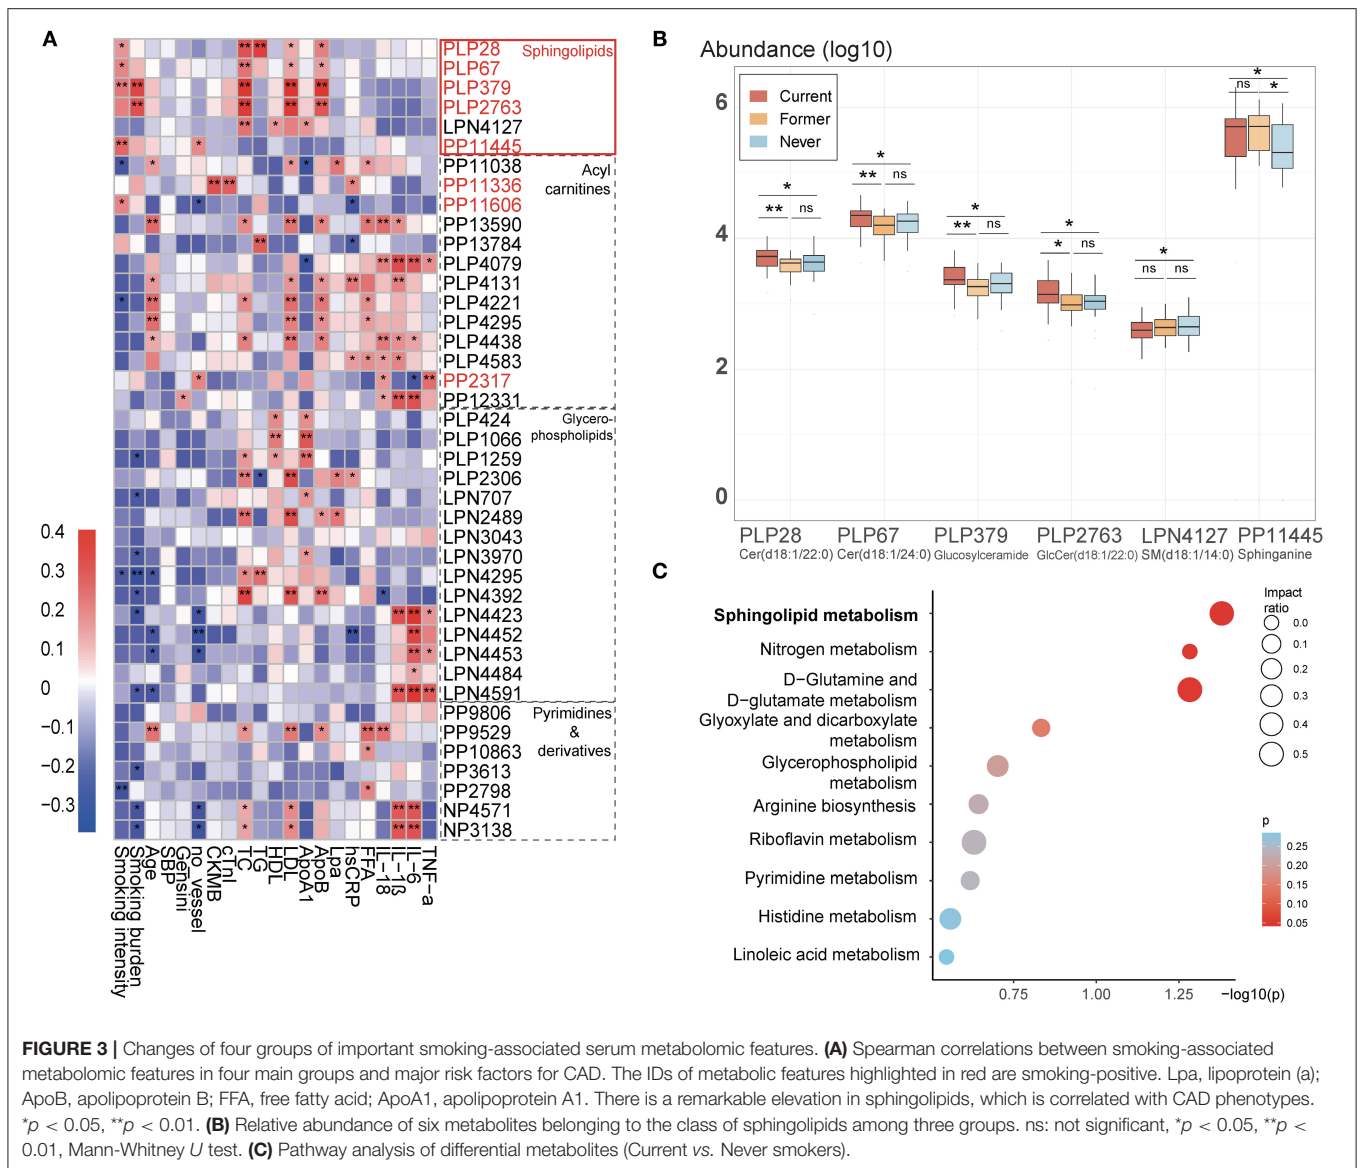 A
PLP28
Sphingolipids
PLP67
PLP379
PLP2763
LPN4127
PP11445
PP11038
Acyl
carnitines
PP11336
PP11606
PP13590
PP13784
PLP4079
PLP4131
PLP4221
PLP4295
PLP4438
PLP4583
PP2317
PP12331
PLP424
Glycero-
phospholipids
PLP1066
PLP1259
PLP2306
LPN707
LPN2489
LPN3043
LPN3970
LPN4295
LPN4392
LPN4423
LPN4452
LPN4453
LPN4484
LPN4591
PP9806
Pyrimidines
&
derivatives
PP9529
PP10863
PP3613
PP2798
NP4571
NP3138
0.4
0.3
0.2
0.1
0
−0.1
−0.2
−0.3
Smoking intensity
Smoking burden
Age
SBP
Gensini
no_vessel
CKMB
cTnI
TC
TG
HDL
LDL
ApoA1
ApoB
Lpa
hsCRP
FFA
IL−18
IL−1β
IL−6
TNF−a
B
Abundance (log10)
Current
Former
Never
6
4
2
0
*
** ns
*
** ns
*
** ns
*
* ns
*
ns ns
*
ns *
PLP28 PLP67 PLP379 PLP2763 LPN4127 PP11445
Cer(d18:1/22:0) Cer(d18:1/24:0) Glucosylceramide GlcCer(d18:1/22:0) SM(d18:1/14:0) Sphinganine
C
Sphingolipid metabolism
Nitrogen metabolism
D−Glutamine and
D−glutamate metabolism
Glyoxylate and dicarboxylate
metabolism
Glycerophospholipid
metabolism
Arginine biosynthesis
Riboflavin metabolism
Pyrimidine metabolism
Histidine metabolism
Linoleic acid metabolism
0.75 1.00 1.25 −log10(p)
Impact
ratio
0.0
0.1
0.2
0.3
0.4
0.5
p
0.25
0.20
0.15
0.10
0.05
FIGURE 3 | Changes of four groups of important smoking-associated serum metabolomic features. (A) Spearman correlations between smoking-associated
metabolomic features in four main groups and major risk factors for CAD. The IDs of metabolic features highlighted in red are smoking-positive. Lpa, lipoprotein (a);
ApoB, apolipoprotein B; FFA, free fatty acid; ApoA1, apolipoprotein A1. There is a remarkable elevation in sphingolipids, which is correlated with CAD phenotypes.
*p < 0.05, **p < 0.01. (B) Relative abundance of six metabolites belonging to the class of sphingolipids among three groups. ns: not significant, *p < 0.05, **p <
0.01, Mann-Whitney U test. (C) Pathway analysis of differential metabolites (Current vs. Never smokers).